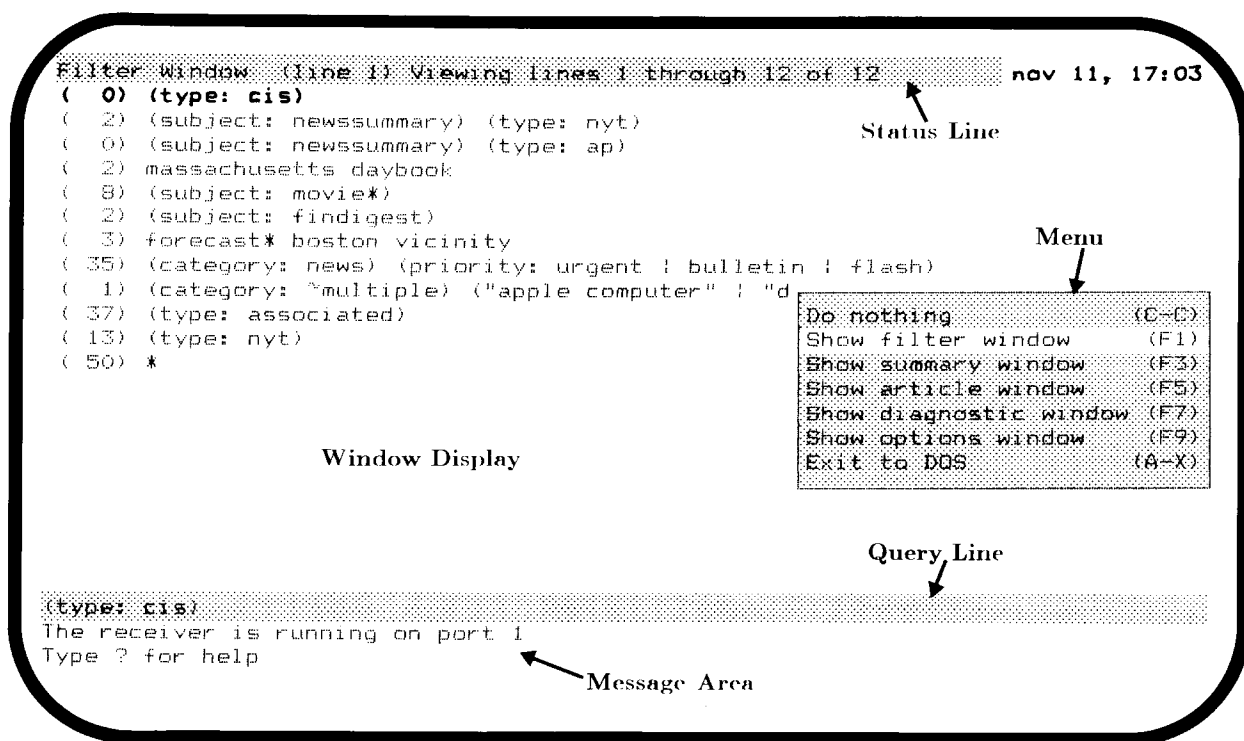 Filter Window (line 1) Viewing lines 1 through 12 of 12 nov 11, 17:03
( 0) (type: cis)
( 2) (subject: newssummary) (type: nyt)
Status Line
( 0) (subject: newssummary) (type: ap)
( 2) massachusetts daybook
( 8) (subject: movie*)
( 2) (subject: findigest)
( 3) forecast* boston vicinity
Menu
( 35) (category: news) (priority: urgent | bulletin | flash)
( 1) (category: ~multiple) ("apple computer" | "d
( 37) (type: associated)
( 13) (type: nyt)
( 50) *
Do nothing (C-C)
Show filter window (F1)
Show summary window (F3)
Show article window (F5)
Show diagnostic window (F7)
Show options window (F9)
Exit to DOS (A-X)
Window Display
Query Line
(type: cis)
The receiver is running on port 1
Type ? for help
Message Area